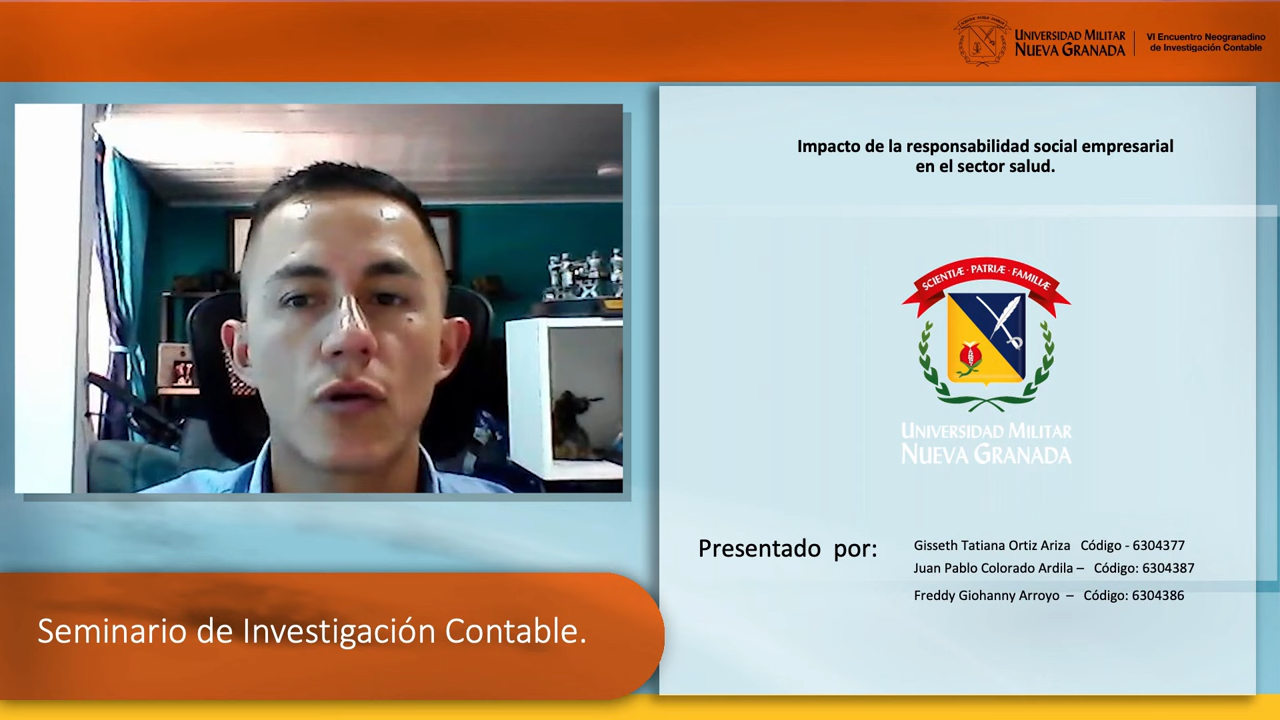 UNIVERSIDAD MILITAR
NUEVA GRANADA
VI Encuentro Neogranadino
de Investigación Contable
Impacto de la responsabilidad social empresarial
en el sector salud.
SCIENTIÆ · PATRIÆ · FAMILIÆ
UNIVERSIDAD MILITAR
NUEVA GRANADA
Presentado por:
Gisseth Tatiana Ortiz Ariza Código - 6304377
Juan Pablo Colorado Ardila – Código: 6304387
Freddy Giohanny Arroyo – Código: 6304386
Seminario de Investigación Contable.